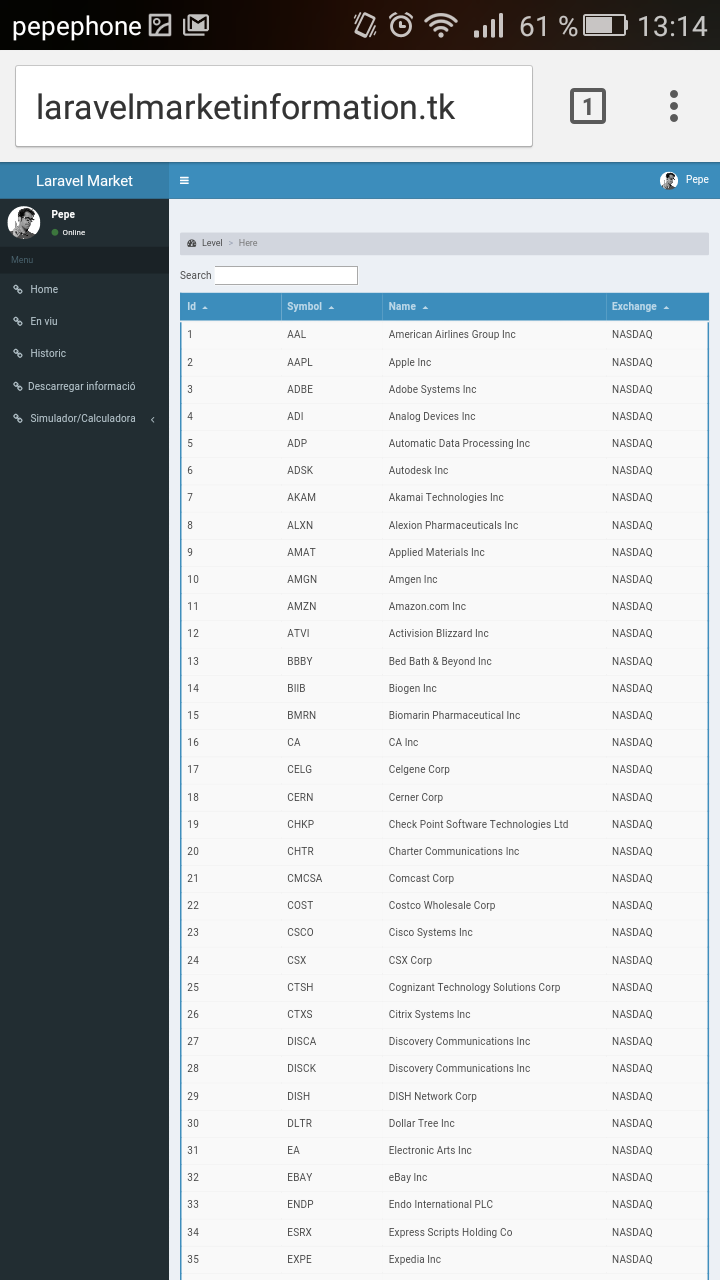 pepephone 61 % 13:14
laravelmarketinformation.tk 1
Laravel Market Pepe
Pepe
Online
Menu
Home
En viu
Historic
Descarregar informació
Simulador/Calculadora
Level > Here
Search
Id Symbol Name Exchange
1 AAL American Airlines Group Inc NASDAQ
2 AAPL Apple Inc NASDAQ
3 ADBE Adobe Systems Inc NASDAQ
4 ADI Analog Devices Inc NASDAQ
5 ADP Automatic Data Processing Inc NASDAQ
6 ADSK Autodesk Inc NASDAQ
7 AKAM Akamai Technologies Inc NASDAQ
8 ALXN Alexion Pharmaceuticals Inc NASDAQ
9 AMAT Applied Materials Inc NASDAQ
10 AMGN Amgen Inc NASDAQ
11 AMZN Amazon.com Inc NASDAQ
12 ATVI Activision Blizzard Inc NASDAQ
13 BBBY Bed Bath & Beyond Inc NASDAQ
14 BIIB Biogen Inc NASDAQ
15 BMRN Biomarin Pharmaceutical Inc NASDAQ
16 CA CA Inc NASDAQ
17 CELG Celgene Corp NASDAQ
18 CERN Cerner Corp NASDAQ
19 CHKP Check Point Software Technologies Ltd NASDAQ
20 CHTR Charter Communications Inc NASDAQ
21 CMCSA Comcast Corp NASDAQ
22 COST Costco Wholesale Corp NASDAQ
23 CSCO Cisco Systems Inc NASDAQ
24 CSX CSX Corp NASDAQ
25 CTSH Cognizant Technology Solutions Corp NASDAQ
26 CTXS Citrix Systems Inc NASDAQ
27 DISCA Discovery Communications Inc NASDAQ
28 DISCK Discovery Communications Inc NASDAQ
29 DISH DISH Network Corp NASDAQ
30 DLTR Dollar Tree Inc NASDAQ
31 EA Electronic Arts Inc NASDAQ
32 EBAY eBay Inc NASDAQ
33 ENDP Endo International PLC NASDAQ
34 ESRX Express Scripts Holding Co NASDAQ
35 EXPE Expedia Inc NASDAQ